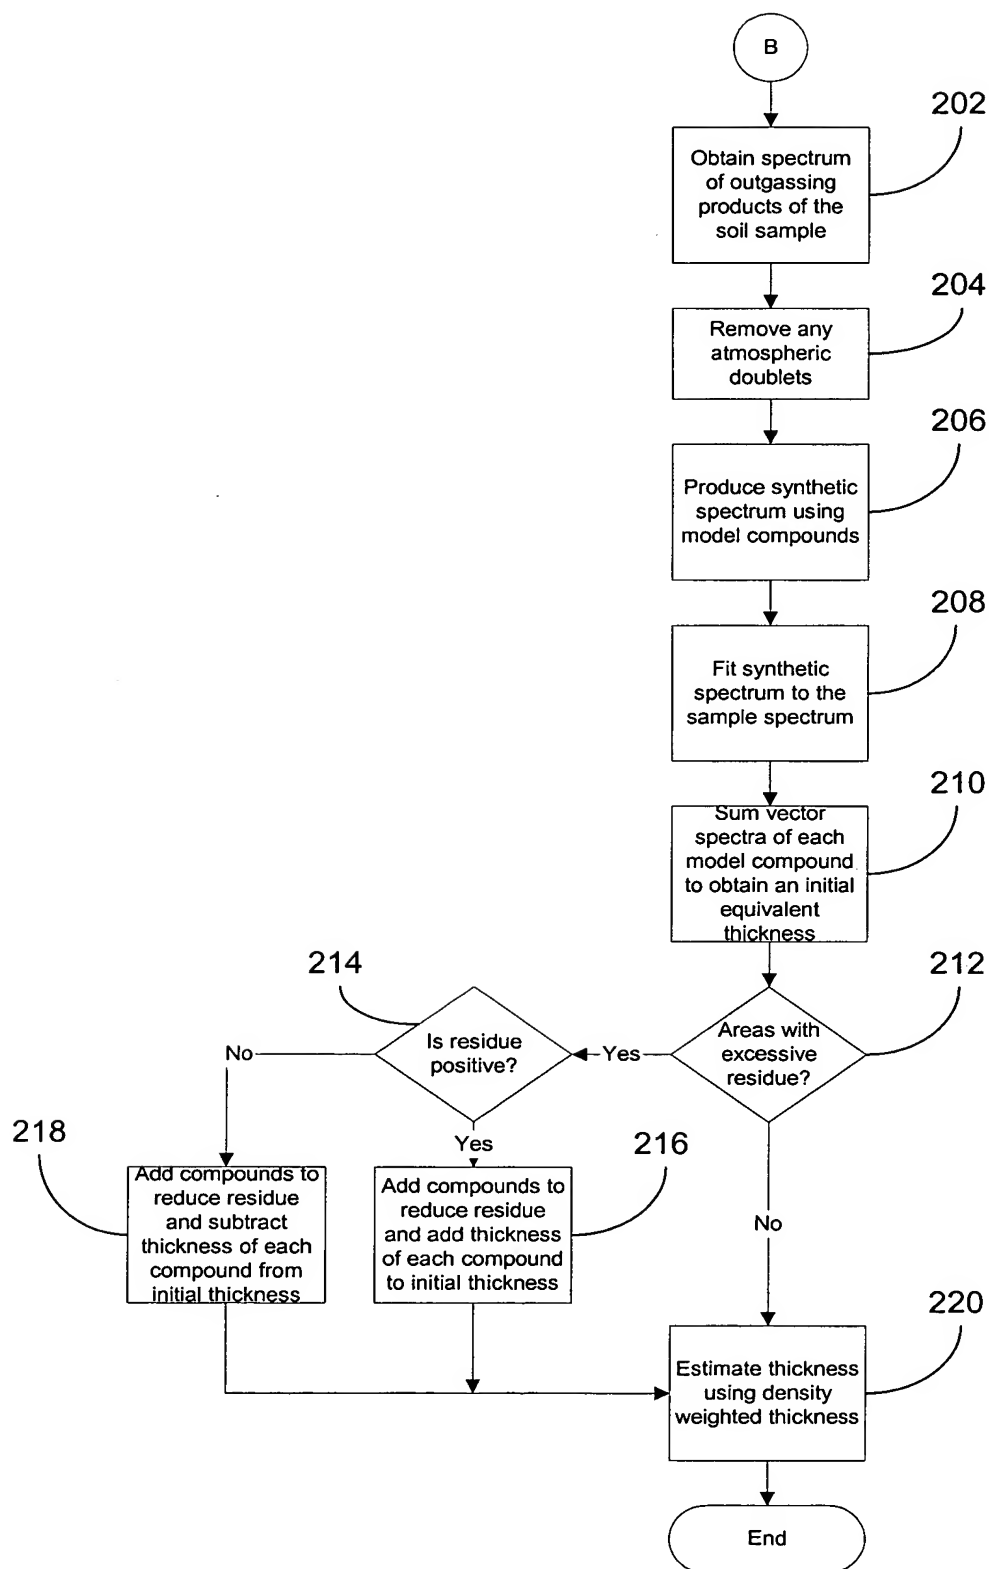 B
202
Obtain spectrum
of outgassing
products of the
soil sample
204
Remove any
atmospheric
doublets
206
Produce synthetic
spectrum using
model compounds
208
Fit synthetic
spectrum to the
sample spectrum
210
Sum vector
spectra of each
model compound
to obtain an initial
equivalent
thickness
212
Areas with
excessive
residue?
Yes
214
Is residue
positive?
No
Yes
218
Add compounds to
reduce residue
and subtract
thickness of each
compound from
initial thickness
216
Add compounds to
reduce residue
and add thickness
of each compound
to initial thickness
No
220
Estimate thickness
using density
weighted thickness
End